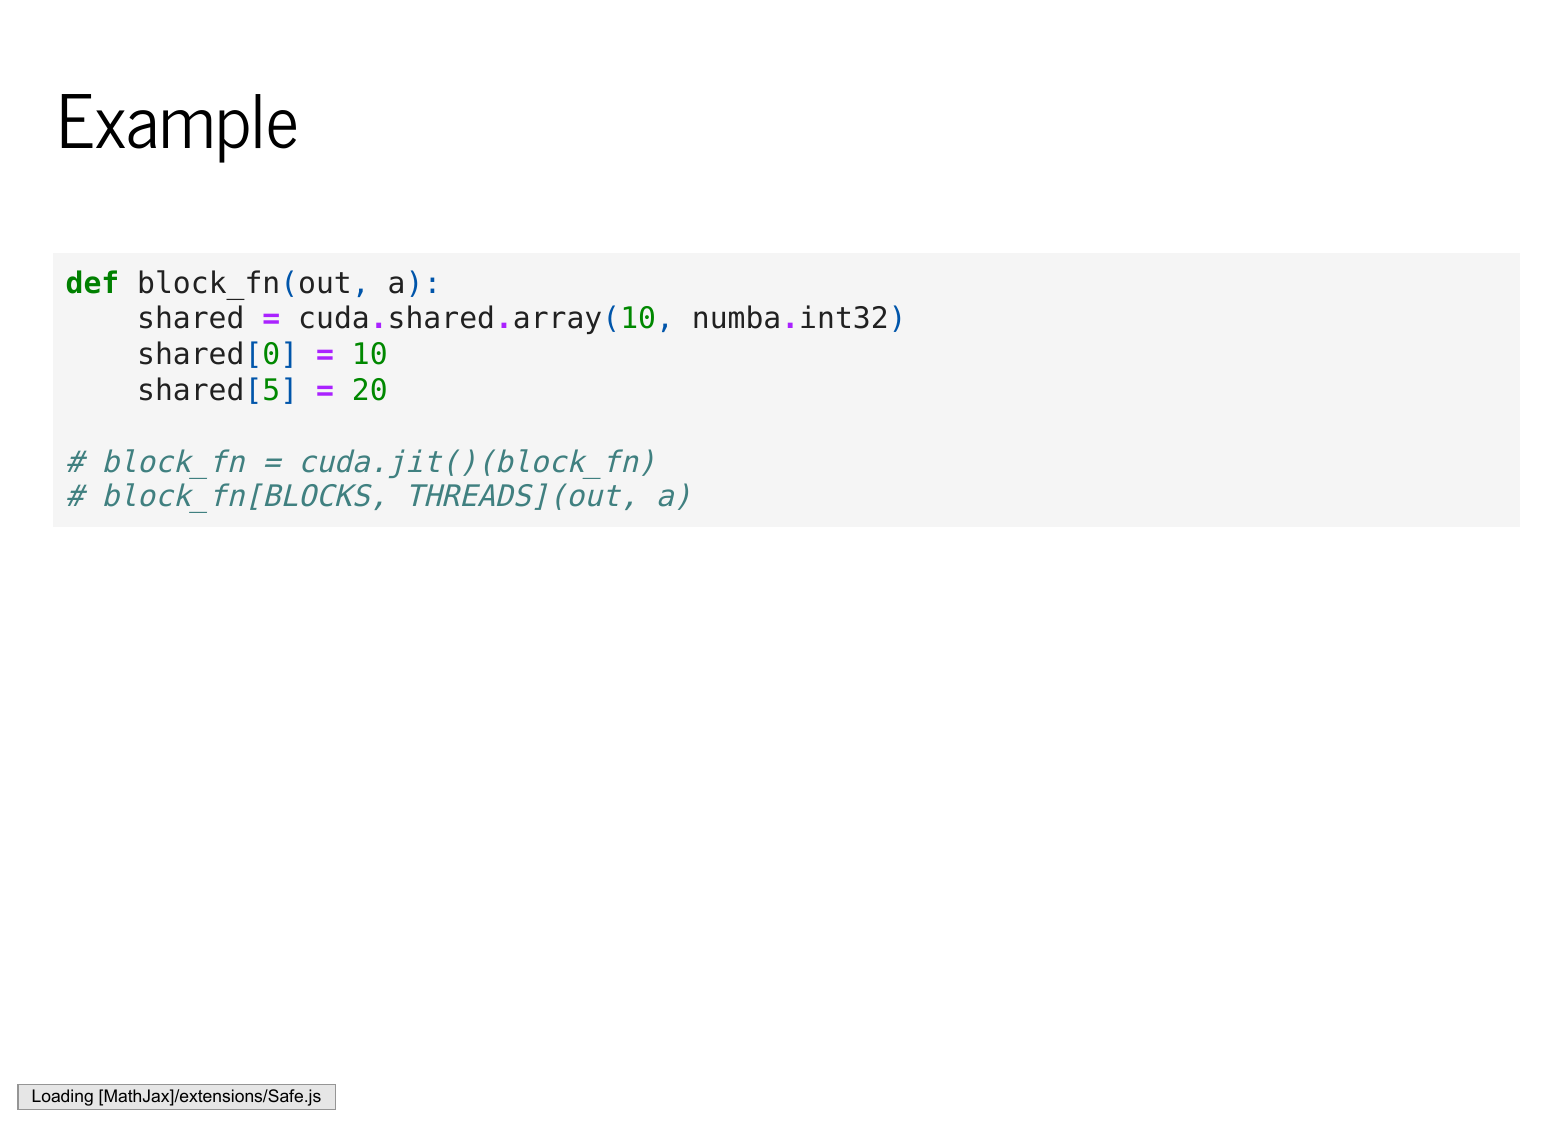 Example
def block_fn(out, a):
    shared = cuda.shared.array(10, numba.int32)
    shared[0] = 10
    shared[5] = 20

# block_fn = cuda.jit()(block_fn)
# block_fn[BLOCKS, THREADS](out, a)
Loading [MathJax]/extensions/Safe.js